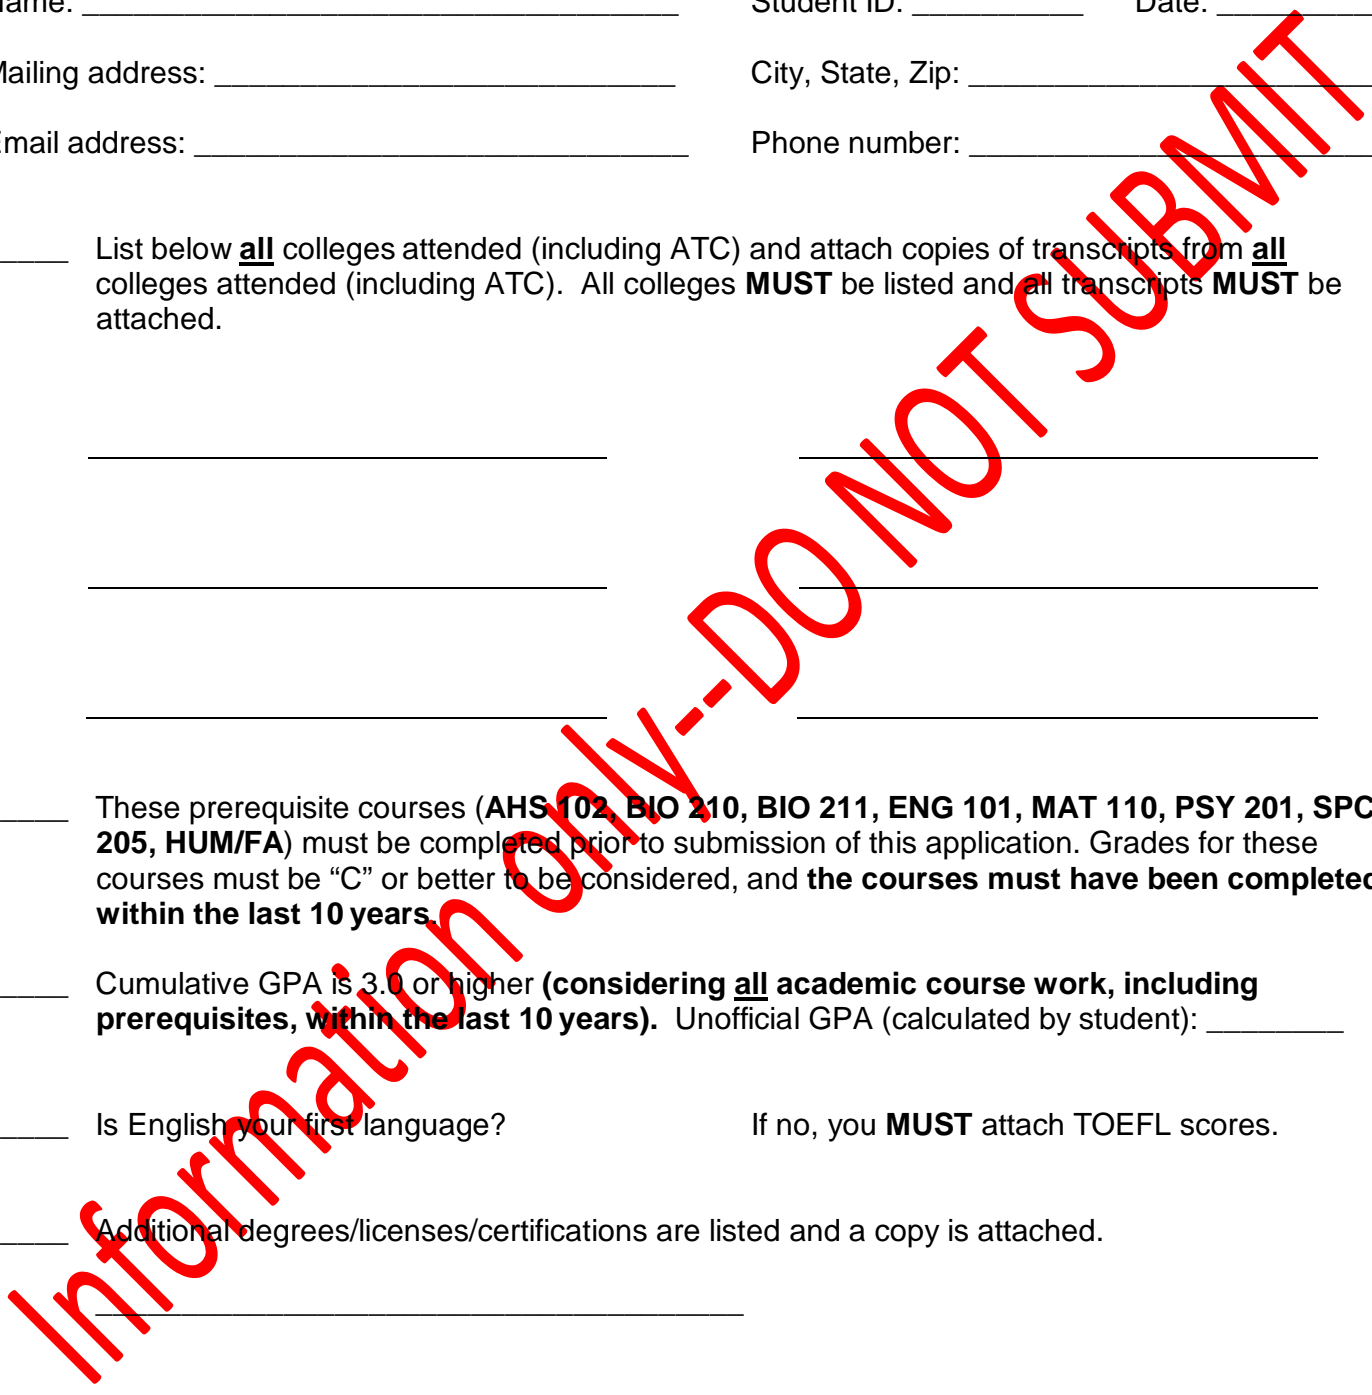 Name: ___________________________________ Student ID: __________ Date: __________
Mailing address: ___________________________ City, State, Zip: ________________________
Email address: _____________________________ Phone number: ________________________
____ List below all colleges attended (including ATC) and attach copies of transcripts from all
colleges attended (including ATC). All colleges MUST be listed and all transcripts MUST be
attached.
____ These prerequisite courses (AHS 102, BIO 210, BIO 211, ENG 101, MAT 110, PSY 201, SPC
205, HUM/FA) must be completed prior to submission of this application. Grades for these
courses must be “C” or better to be considered, and the courses must have been completed
within the last 10 years.
____ Cumulative GPA is 3.0 or higher (considering all academic course work, including
prerequisites, within the last 10 years). Unofficial GPA (calculated by student): ________
____ Is English your first language? If no, you MUST attach TOEFL scores.
____ Additional degrees/licenses/certifications are listed and a copy is attached.
______________________________________
Information only--DO NOT SUBMIT